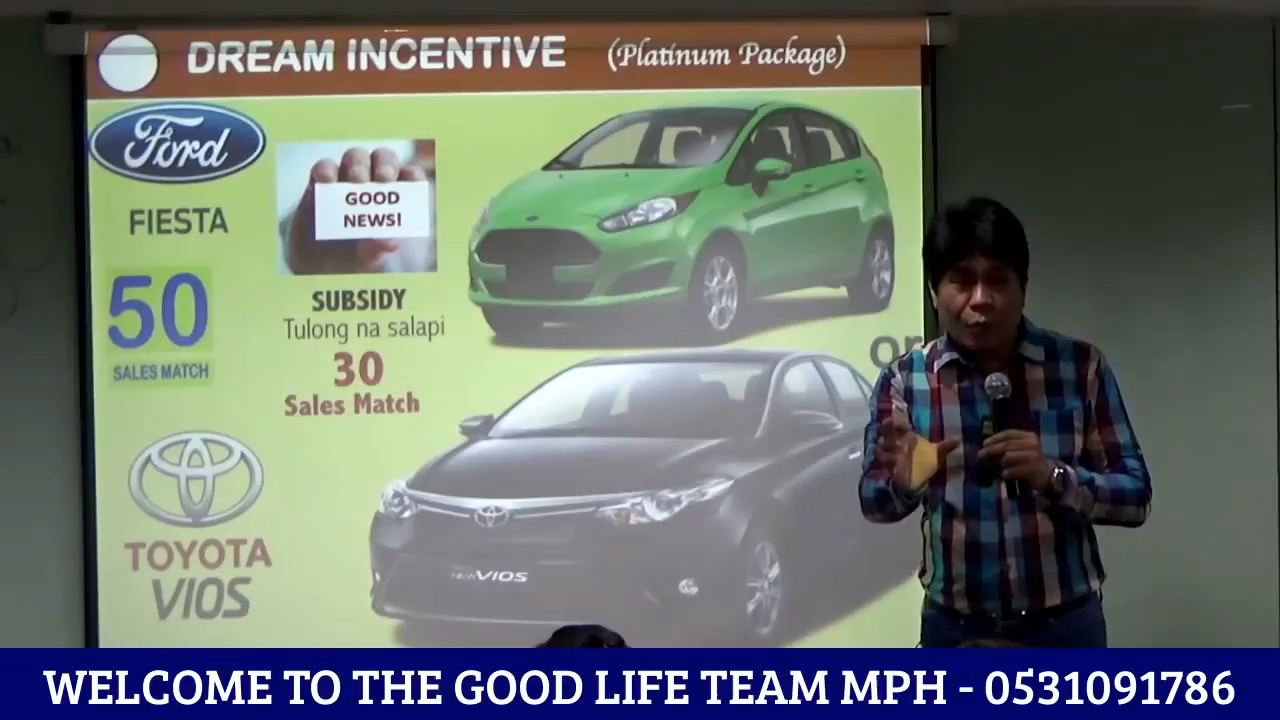 DREAM INCENTIVE (Platinum Package)
Ford
FIESTA
50
SALES MATCH
GOOD
NEWS!
SUBSIDY
Tulong na salapi
30
Sales Match
or
TOYOTA
VIOS
VIOS
WELCOME TO THE GOOD LIFE TEAM MPH - 0531091786